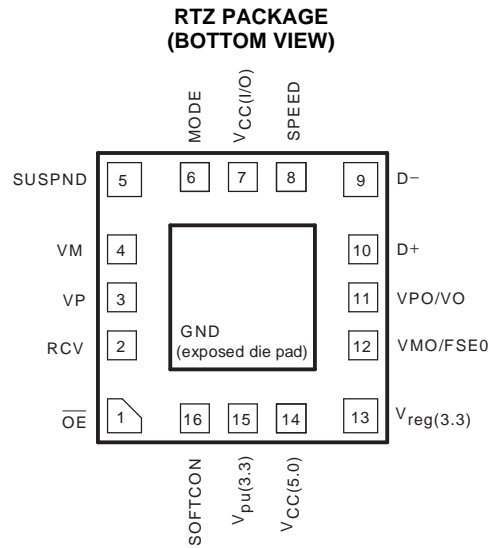 RTZ PACKAGE
(BOTTOM VIEW)
MODE
VCC(I/O)
SPEED
SUSPND
5
6
7
8
9
D−
VM
4
10
D+
VP
3
11
VPO/VO
RCV
2
GND
(exposed die pad)
12
VMO/FSE0
OE
1
16
15
14
13
Vreg(3.3)
SOFTCON
Vpu(3.3)
VCC(5.0)